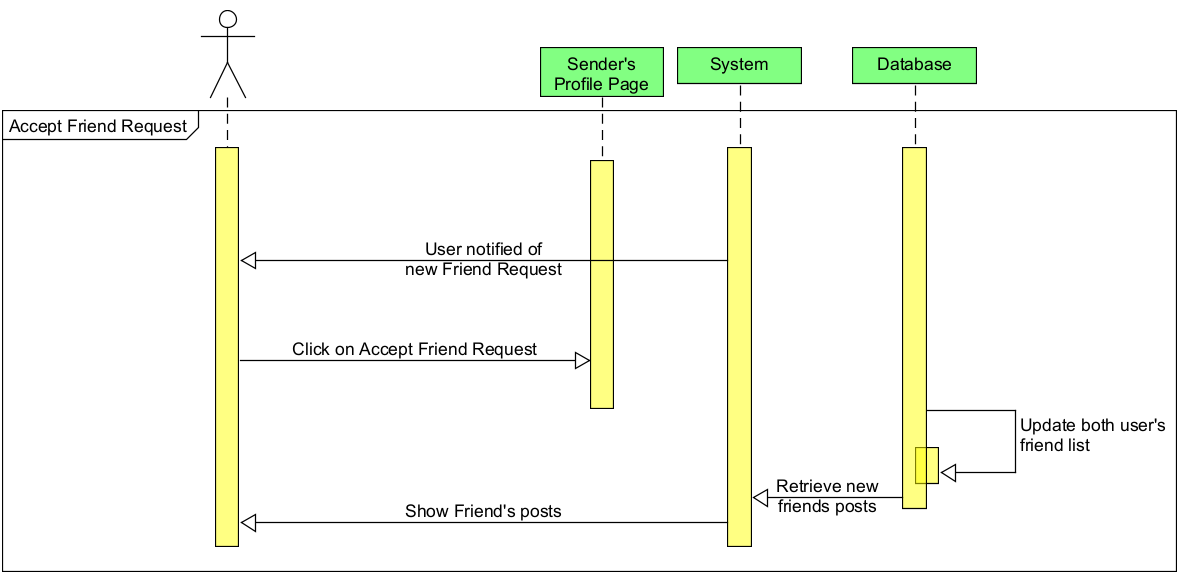 Sender's
Profile Page
System
Database
Accept Friend Request
User notified of
new Friend Request
Click on Accept Friend Request
Update both user's
friend list
Retrieve new
friends posts
Show Friend's posts